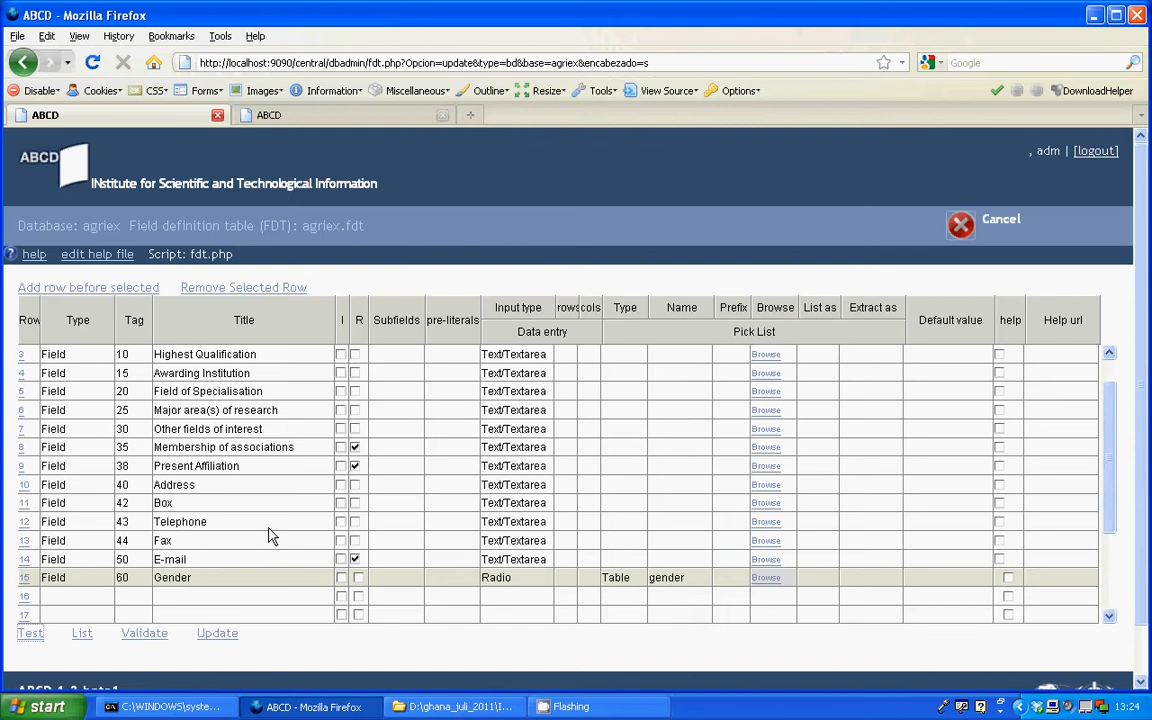 ABCD - Mozilla Firefox
File Edit View History Bookmarks Tools Help
http://localhost:9090/central/dbadmin/fdt.php?Opcion=update&type=bd&base=agriex&encabezado=s
Google
Disable Cookies CSS Forms Images Information Miscellaneous Outline Resize Tools View Source Options DownloadHelper
ABCD ABCD
ABCD
INstitute for Scientific and Technological Information
, adm | [logout]
Database: agriex Field definition table (FDT): agriex.fdt
Cancel
help edit help file Script: fdt.php
Add row before selected Remove Selected Row
Row Type Tag Title I R Subfields pre-literals Input type rows cols Type Name Prefix Browse List as Extract as Default value help Help url
Data entry Pick List
3 Field 10 Highest Qualification Text/Textarea Browse
4 Field 15 Awarding Institution Text/Textarea Browse
5 Field 20 Field of Specialisation Text/Textarea Browse
6 Field 25 Major area(s) of research Text/Textarea Browse
7 Field 30 Other fields of interest Text/Textarea Browse
8 Field 35 Membership of associations Text/Textarea Browse
9 Field 38 Present Affiliation Text/Textarea Browse
10 Field 40 Address Text/Textarea Browse
11 Field 42 Box Text/Textarea Browse
12 Field 43 Telephone Text/Textarea Browse
13 Field 44 Fax Text/Textarea Browse
14 Field 50 E-mail Text/Textarea Browse
15 Field 60 Gender Radio Table gender Browse
16
17
Test List Validate Update
start C:\WINDOWS\syste... ABCD - Mozilla Firefox D:\ghana_juli_2011\I... Flashing 13:24